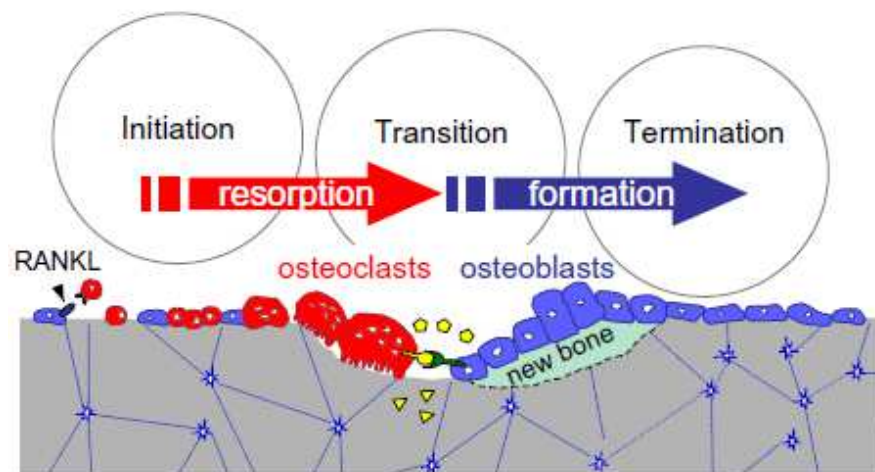 Initiation
Transition
Termination
resorption
formation
RANKL
osteoclasts
osteoblasts
new bone